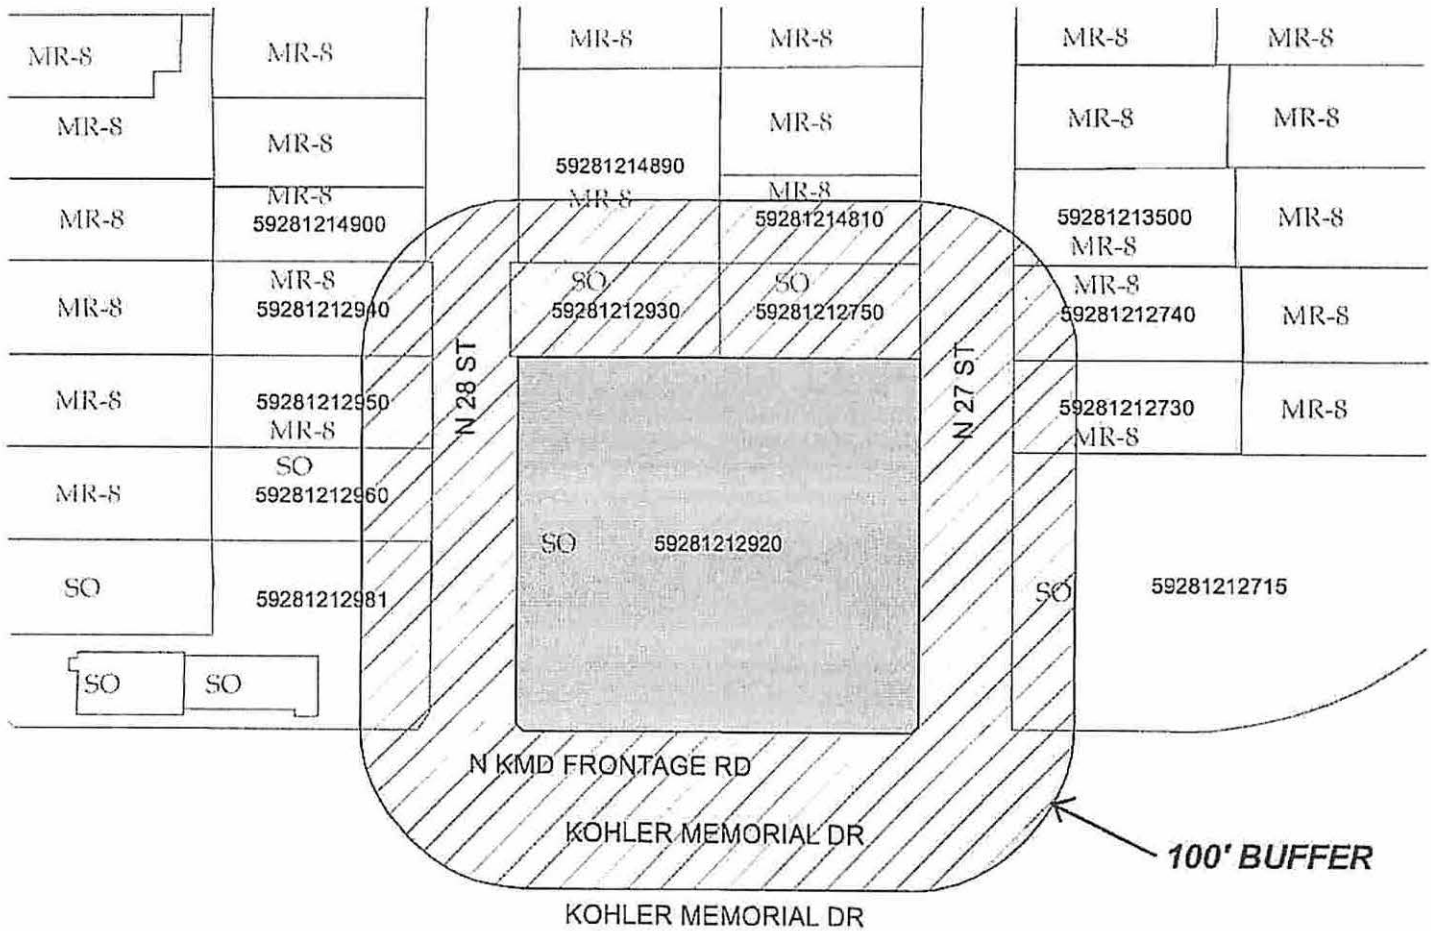 MR-8 MR-8 MR-8 MR-8 MR-8 MR-8
MR-8 MR-8 MR-8 MR-8 MR-8
59281214890
MR-8 MR-8 MR-8
MR-8 59281214900 59281214810 59281213500 MR-8
MR-8
MR-8 SO SO MR-8
MR-8 59281212940 59281212930 59281212750 59281212740 MR-8
N 28 ST N 27 ST
MR-8 59281212950 59281212730 MR-8
MR-8 MR-8
SO
MR-8 59281212960
SO 59281212920
SO 59281212981 SO 59281212715
SO SO
N KMD FRONTAGE RD
KOHLER MEMORIAL DR
100' BUFFER
KOHLER MEMORIAL DR